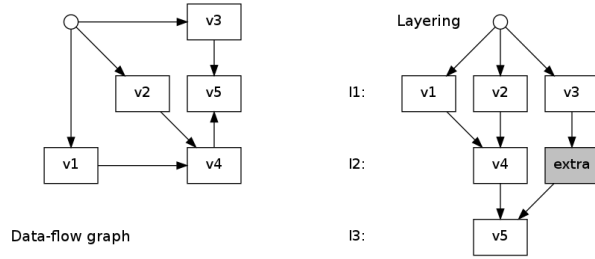 v3
v2
v5
v1
v4
Data-flow graph
Layering
l1:
v1
v2
v3
l2:
v4
extra
l3:
v5